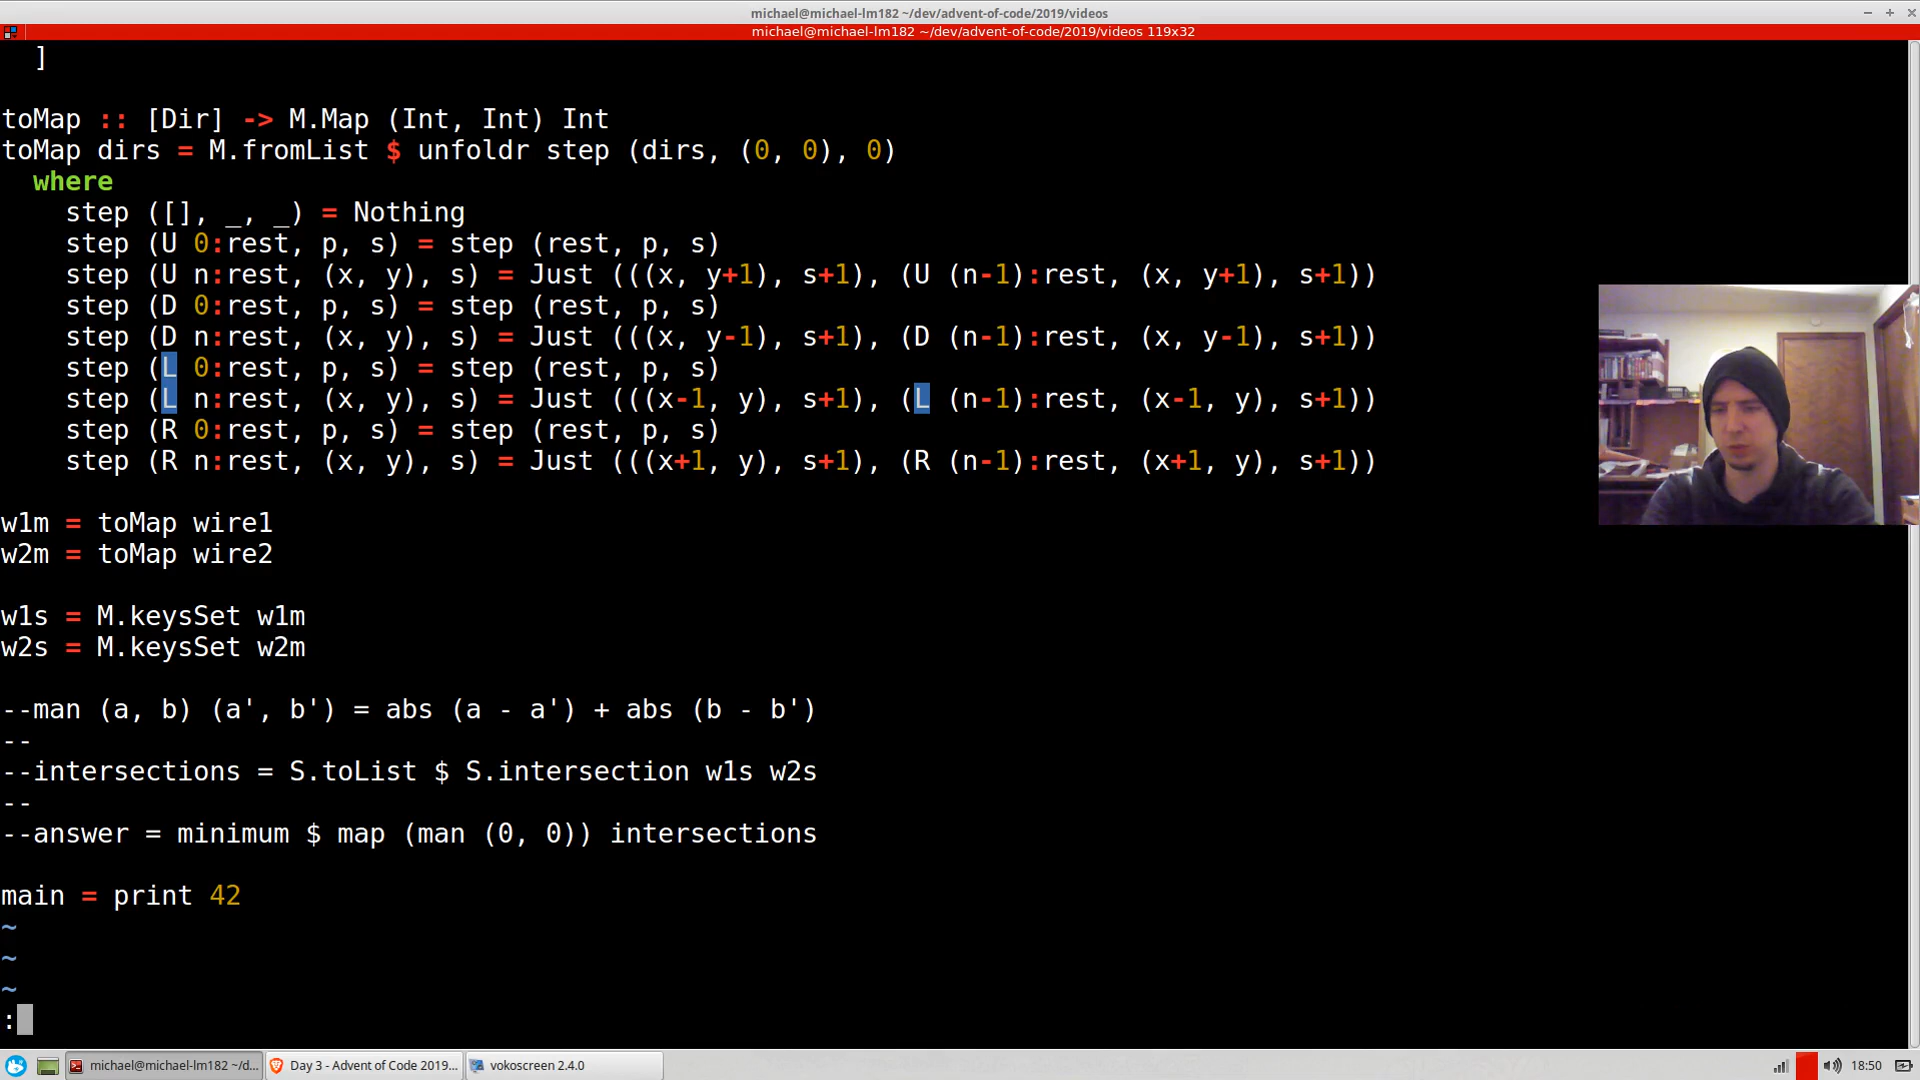 michael@michael-lm182 ~/dev/advent-of-code/2019/videos
michael@michael-lm182 ~/dev/advent-of-code/2019/videos 119x32
  ]

toMap :: [Dir] -> M.Map (Int, Int) Int
toMap dirs = M.fromList $ unfoldr step (dirs, (0, 0), 0)
  where
    step ([], _, _) = Nothing
    step (U 0:rest, p, s) = step (rest, p, s)
    step (U n:rest, (x, y), s) = Just (((x, y+1), s+1), (U (n-1):rest, (x, y+1), s+1))
    step (D 0:rest, p, s) = step (rest, p, s)
    step (D n:rest, (x, y), s) = Just (((x, y-1), s+1), (D (n-1):rest, (x, y-1), s+1))
    step (L 0:rest, p, s) = step (rest, p, s)
    step (L n:rest, (x, y), s) = Just (((x-1, y), s+1), (L (n-1):rest, (x-1, y), s+1))
    step (R 0:rest, p, s) = step (rest, p, s)
    step (R n:rest, (x, y), s) = Just (((x+1, y), s+1), (R (n-1):rest, (x+1, y), s+1))

w1m = toMap wire1
w2m = toMap wire2

w1s = M.keysSet w1m
w2s = M.keysSet w2m

--man (a, b) (a', b') = abs (a - a') + abs (b - b')
--
--intersections = S.toList $ S.intersection w1s w2s
--
--answer = minimum $ map (man (0, 0)) intersections

main = print 42
~
~
~
:
michael@michael-lm182 ~/d...
Day 3 - Advent of Code 2019...
vokoscreen 2.4.0
18:50